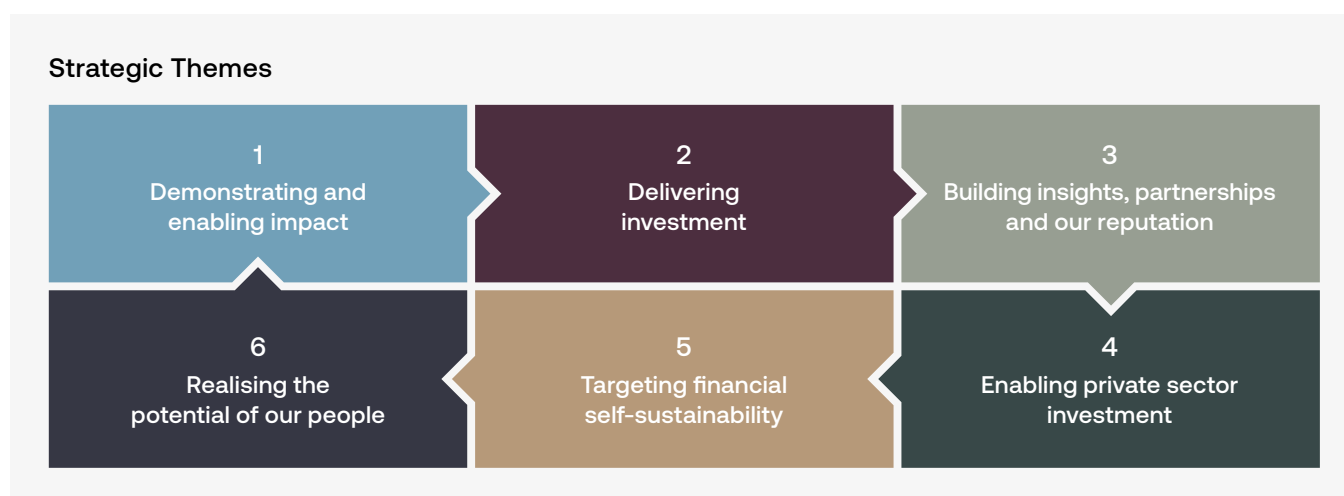 Strategic Themes
1
Demonstrating and
enabling impact
2
Delivering
investment
3
Building insights, partnerships
and our reputation
4
Enabling private sector
investment
5
Targeting financial
self-sustainability
6
Realising the
potential of our people